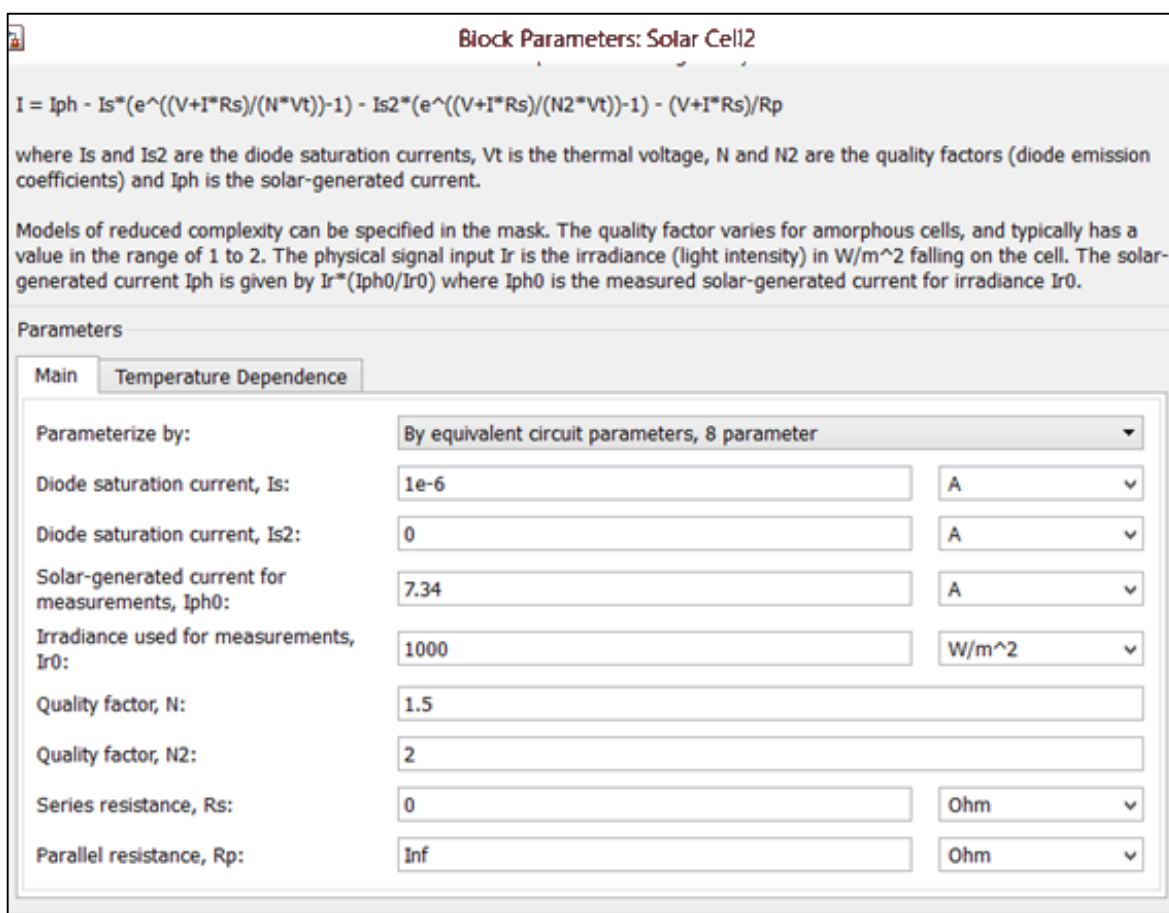 Block Parameters: Solar Cell2
I = Iph - Is*(e^((V+I*Rs)/(N*Vt))-1) - Is2*(e^((V+I*Rs)/(N2*Vt))-1) - (V+I*Rs)/Rp
where Is and Is2 are the diode saturation currents, Vt is the thermal voltage, N and N2 are the quality factors (diode emission
coefficients) and Iph is the solar-generated current.
Models of reduced complexity can be specified in the mask. The quality factor varies for amorphous cells, and typically has a
value in the range of 1 to 2. The physical signal input Ir is the irradiance (light intensity) in W/m^2 falling on the cell. The solar-
generated current Iph is given by Ir*(Iph0/Ir0) where Iph0 is the measured solar-generated current for irradiance Ir0.
Parameters
Main Temperature Dependence
Parameterize by: By equivalent circuit parameters, 8 parameter
Diode saturation current, Is: 1e-6 A
Diode saturation current, Is2: 0 A
Solar-generated current for
measurements, Iph0: 7.34 A
Irradiance used for measurements,
Ir0: 1000 W/m^2
Quality factor, N: 1.5
Quality factor, N2: 2
Series resistance, Rs: 0 Ohm
Parallel resistance, Rp: Inf Ohm